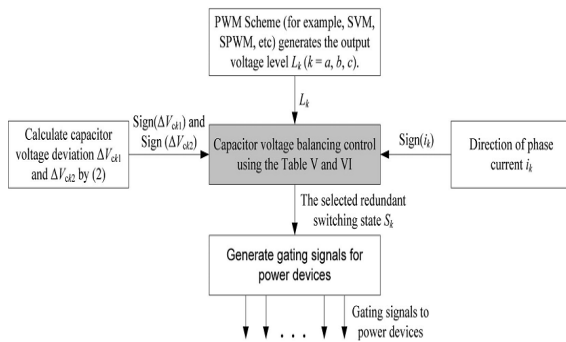 PWM Scheme (for example, SVM,
SPWM, etc) generates the output
voltage level Lk (k = a, b, c).
Lk
Calculate capacitor
voltage deviation ΔVck1
and ΔVck2 by (2)
Sign(ΔVck1) and
Sign (ΔVck2)
Capacitor voltage balancing control
using the Table V and VI
Sign(ik)
Direction of phase
current ik
The selected redundant
switching state Sk
Generate gating signals for
power devices
. . .
Gating signals to
power devices